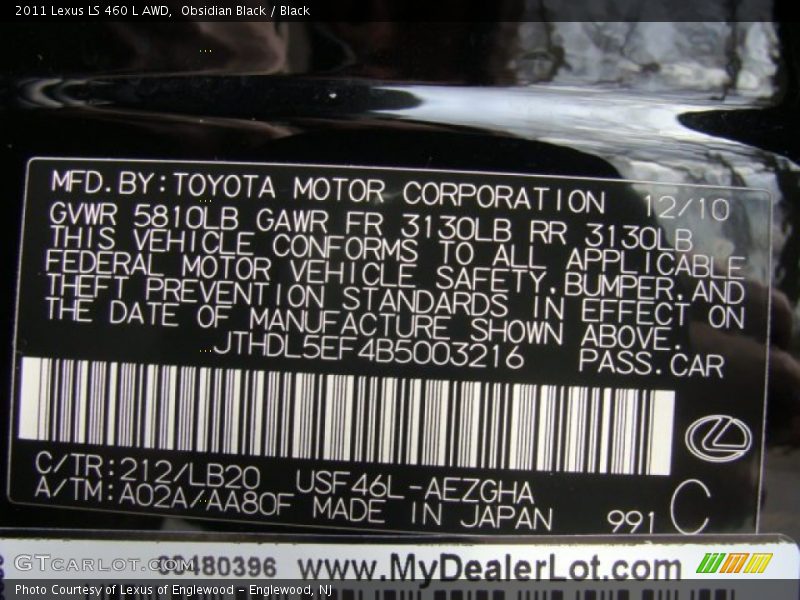 2011 Lexus LS 460 L AWD, Obsidian Black / Black
MFD.BY:TOYOTA MOTOR CORPORATION 12/10
GVWR 5810LB GAWR FR 3130LB RR 3130LB
THIS VEHICLE CONFORMS TO ALL APPLICABLE
FEDERAL MOTOR VEHICLE SAFETY,BUMPER,AND
THEFT PREVENTION STANDARDS IN EFFECT ON
THE DATE OF MANUFACTURE SHOWN ABOVE.
JTHDL5EF4B5003216 PASS.CAR
C/TR:212/LB20 USF46L-AEZGHA
A/TM:A02A/AA80F MADE IN JAPAN 991 C
GTCARLOT.COM 00480396 www.MyDealerLot.com
Photo Courtesy of Lexus of Englewood - Englewood, NJ